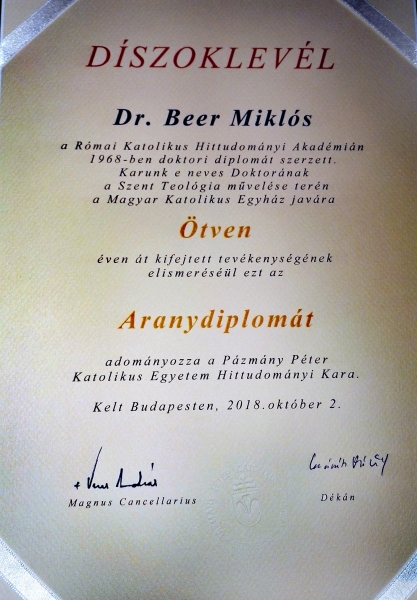 DÍSZOKLEVÉL
Dr. Beer Miklós
a Római Katolikus Hittudományi Akadémián
1968-ben doktori diplomát szerzett.
Karunk e neves Doktorának
a Szent Teológia művelése terén
a Magyar Katolikus Egyház javára
Ötven
éven át kifejtett tevékenységének
elismeréséül ezt az
Aranydiplomát
adományozza a Pázmány Péter
Katolikus Egyetem Hittudományi Kara.
Kelt Budapesten, 2018.október 2.
Magnus Cancellarius
Dékán